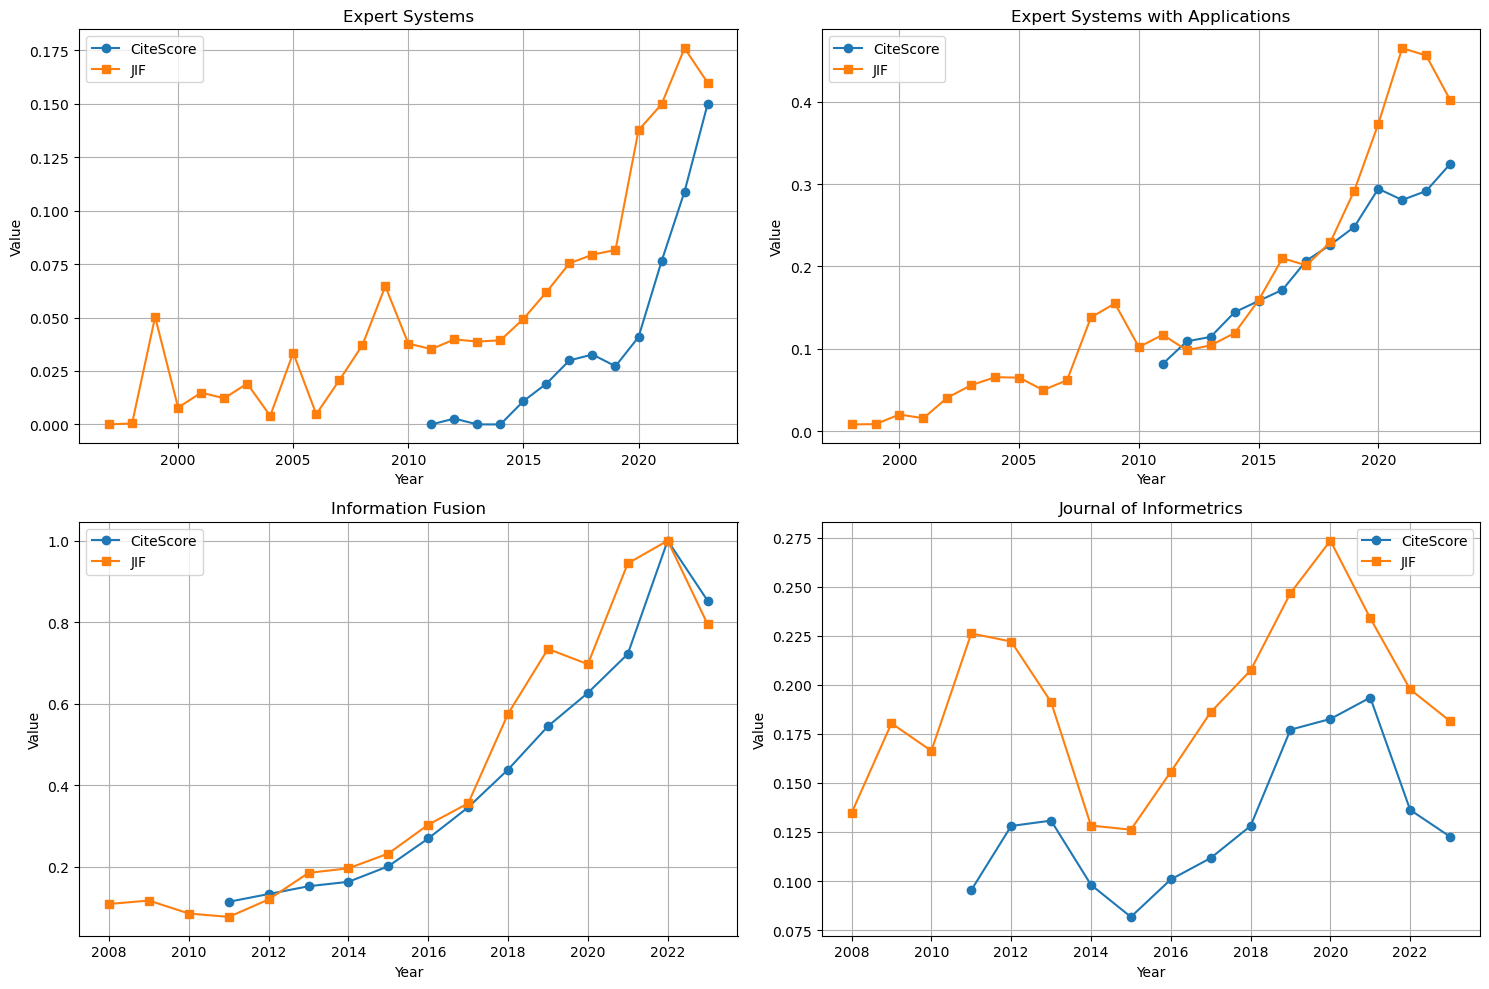 Expert Systems
CiteScore
JIF
0.175
0.150
0.125
0.100
0.075
0.050
0.025
0.000
Value
2000 2005 2010 2015 2020
Year
Expert Systems with Applications
CiteScore
JIF
0.4
0.3
0.2
0.1
0.0
Value
2000 2005 2010 2015 2020
Year
Information Fusion
CiteScore
JIF
1.0
0.8
0.6
0.4
0.2
Value
2008 2010 2012 2014 2016 2018 2020 2022
Year
Journal of Informetrics
CiteScore
JIF
0.275
0.250
0.225
0.200
0.175
0.150
0.125
0.100
0.075
Value
2008 2010 2012 2014 2016 2018 2020 2022
Year